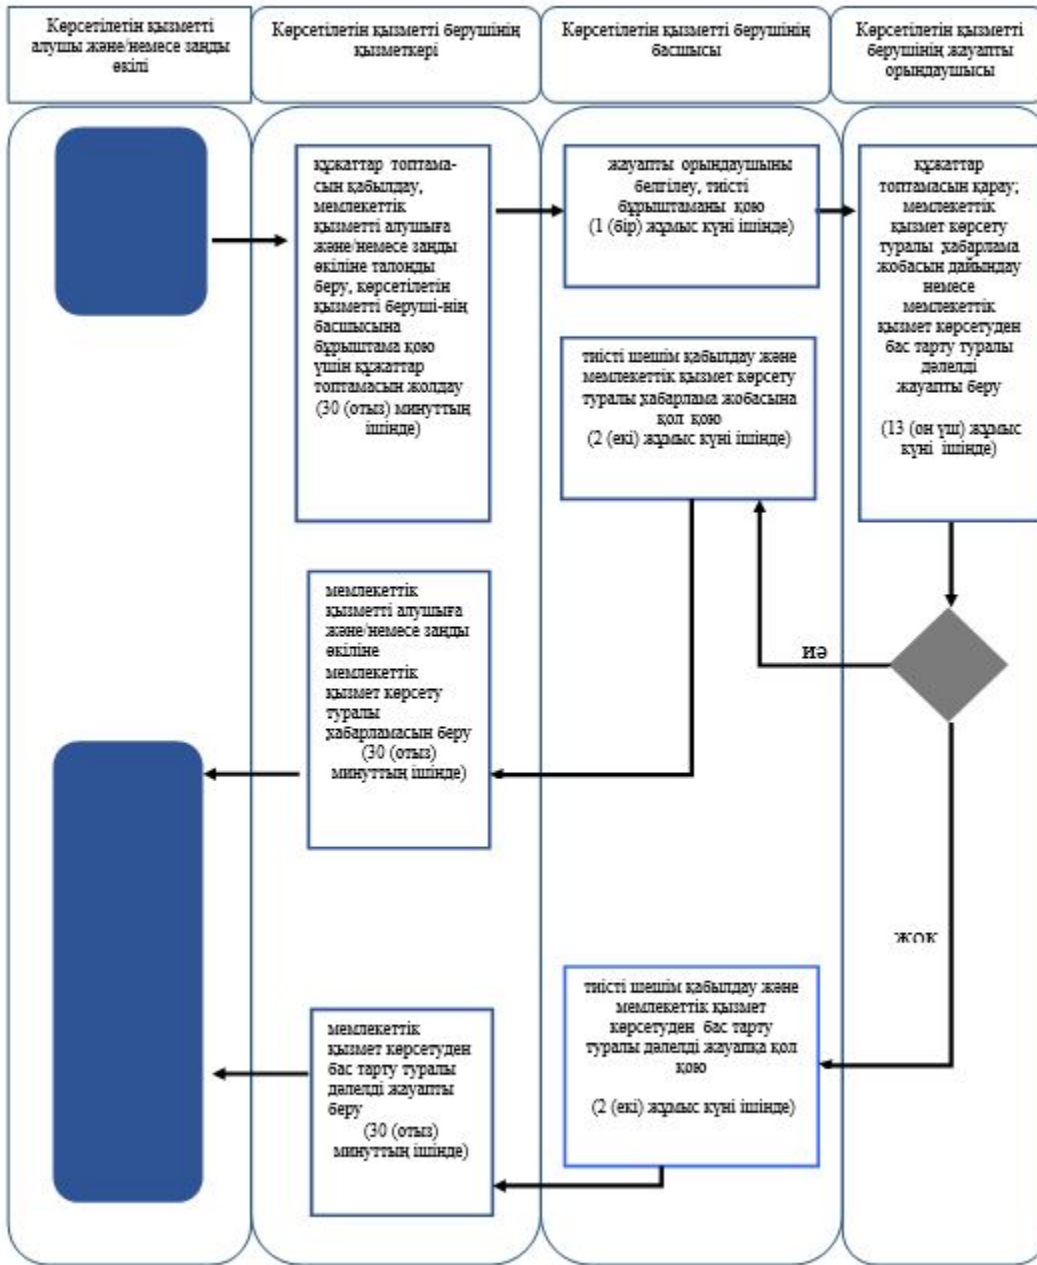 Көрсетілетін қызметті
алушы және/немесе заңды
өкілі
Көрсетілетін қызметті берушінің
қызметкері
Көрсетілетін қызметті берушінің
басшысы
Көрсетілетін қызметті
берушінің жауапты
орындаушысы
құжаттар топтама-
сын қабылдау,
мемлекеттік
қызметті алушыға
және/немесе заңды
өкіліне талонды
беру, көрсетілетін
қызметті беруші-нің
басшысына
бұрыштама қою
үшін құжаттар
топтамасын жолдау
(30 (отыз) минуттың
ішінде)
жауапты орындаушыны
белгілеу, тиісті
бұрыштаманы қою
(1 (бір) жұмыс күні ішінде)
құжаттар
топтамасын қарау;
мемлекеттік
қызмет көрсету
туралы хабарлама
жобасын дайындау
немесе
мемлекеттік
қызмет көрсетуден
бас тарту туралы
дәлелді
жауапты беру
(13 (он үш) жұмыс
күні ішінде)
тиісті шешім қабылдау және
мемлекеттік қызмет көрсету
туралы хабарлама жобасына
қол қою
(2 (екі) жұмыс күні ішінде)
мемлекеттік
қызметті алушыға
және/немесе заңды
өкіліне
мемлекеттік
қызмет көрсету
туралы
хабарламасын беру
(30 (отыз)
минуттың ішінде)
иә
жоқ
тиісті шешім қабылдау және
мемлекеттік қызмет
көрсетуден бас тарту
туралы дәлелді жауапқа қол
қою
(2 (екі) жұмыс күні ішінде)
мемлекеттік
қызмет көрсетуден
бас тарту туралы
дәлелді жауапты
беру
(30 (отыз)
минуттың ішінде)